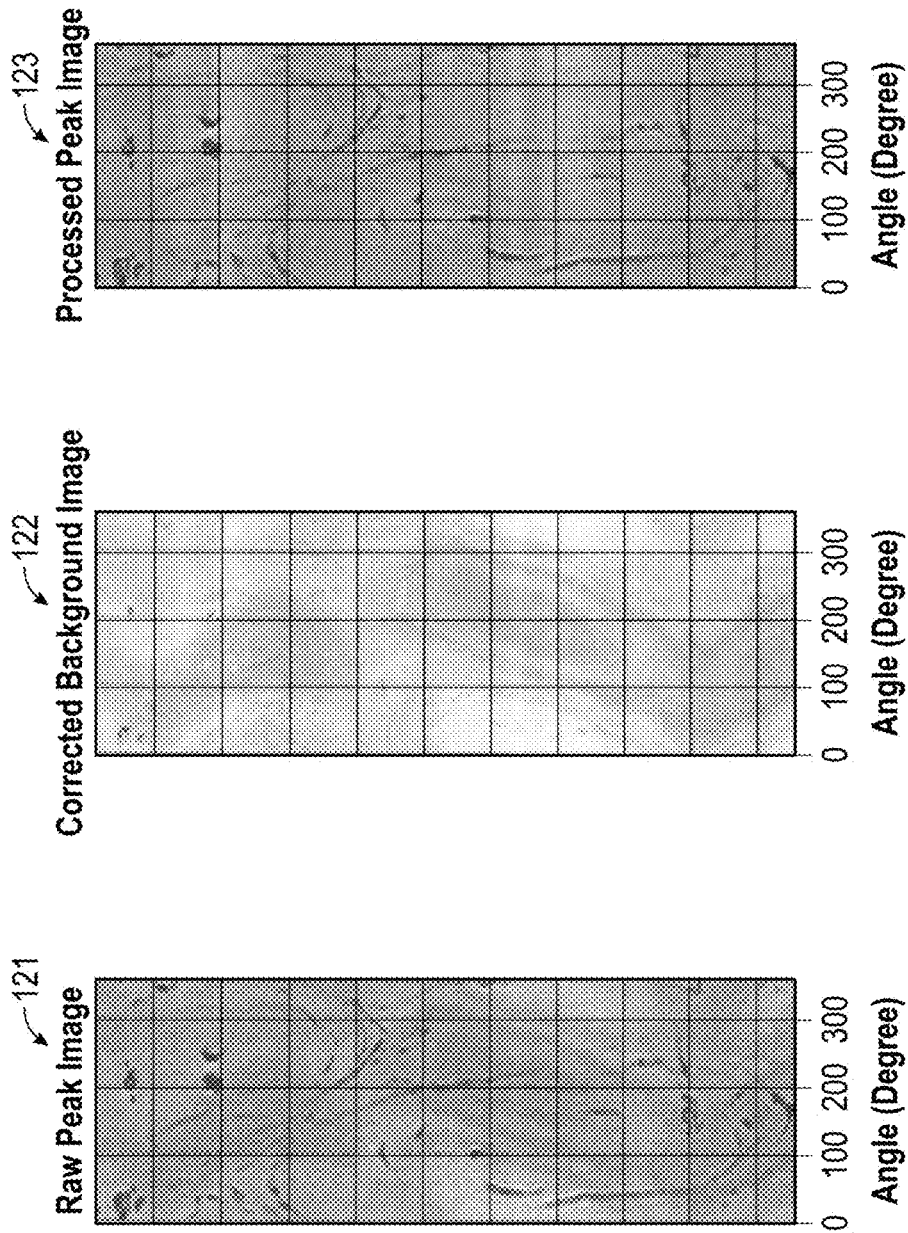 121
Raw Peak Image
0 100 200 300
Angle (Degree)
122
Corrected Background Image
0 100 200 300
Angle (Degree)
123
Processed Peak Image
0 100 200 300
Angle (Degree)